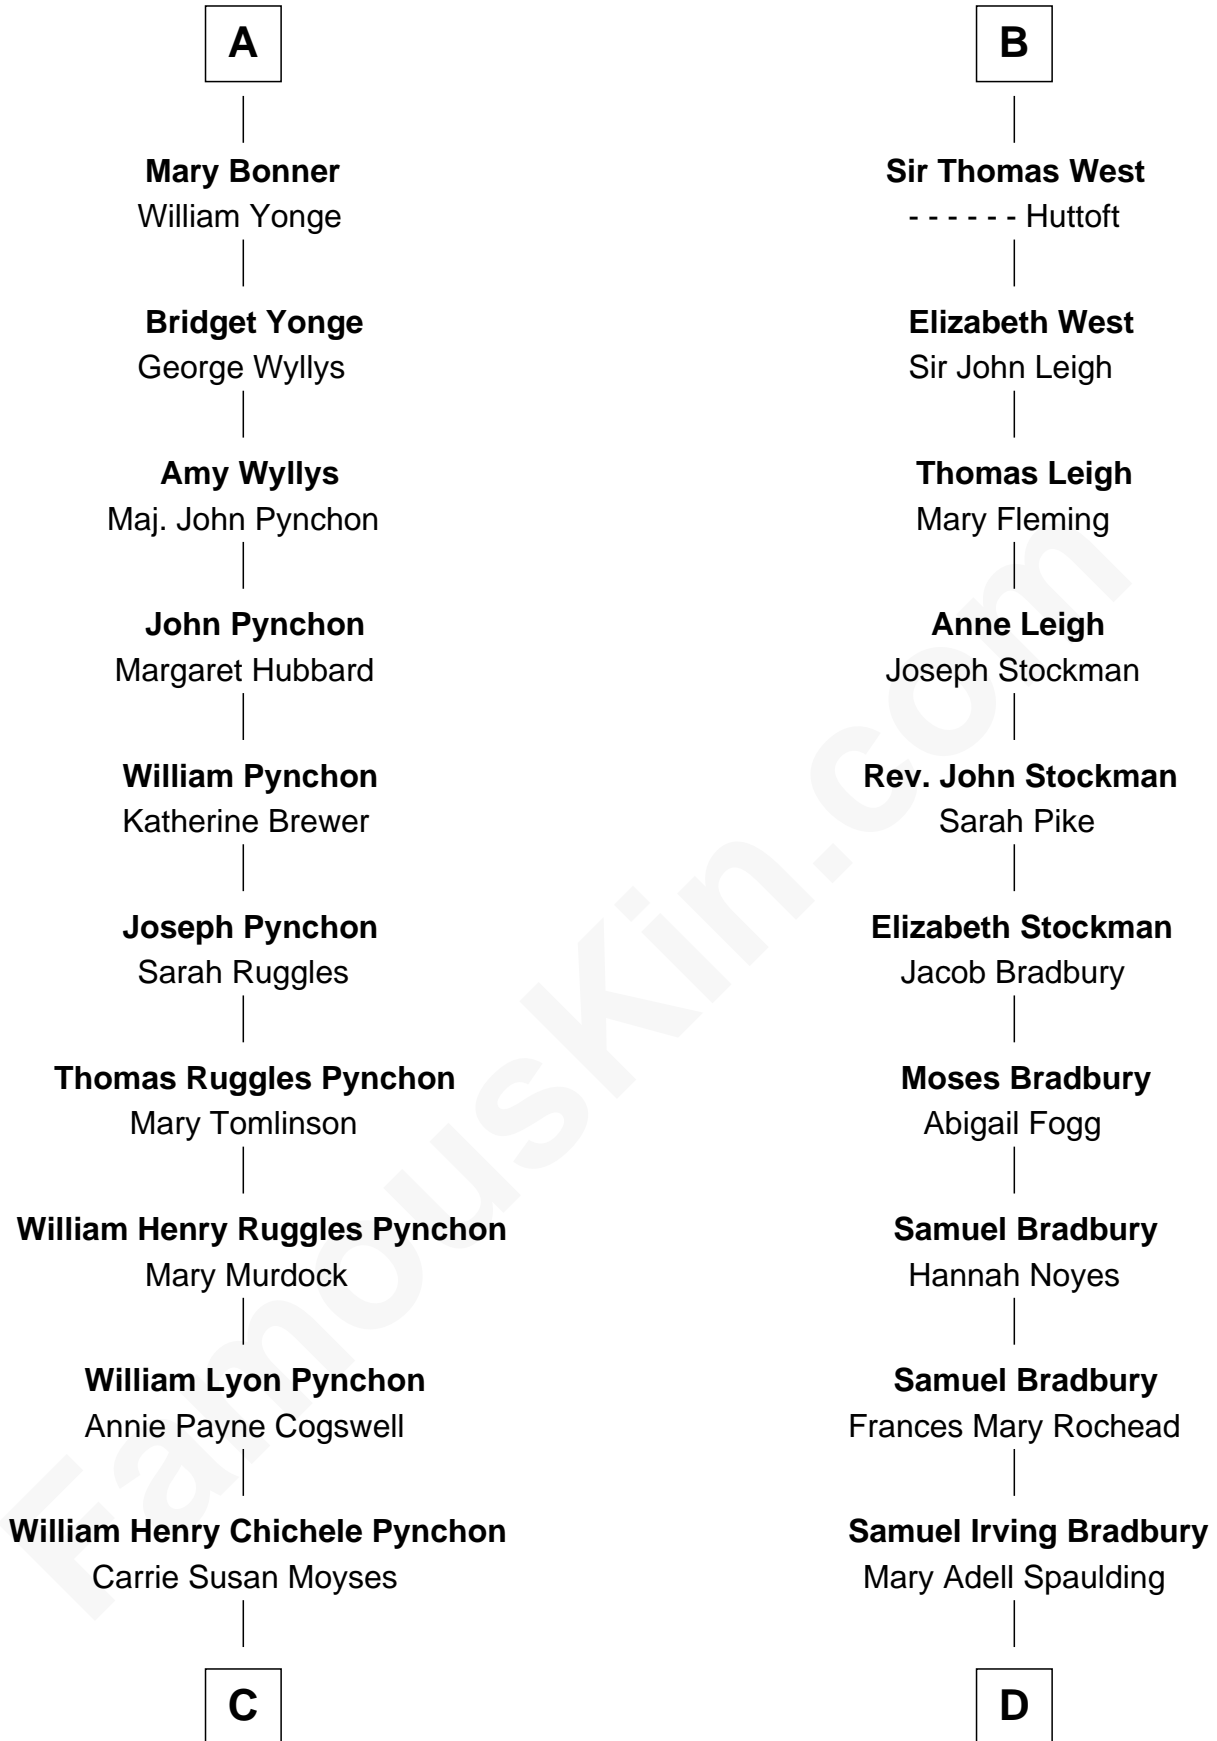 A
Mary Bonner
William Yonge
Bridget Yonge
George Wyllys
Amy Wyllys
Maj. John Pynchon
John Pynchon
Margaret Hubbard
William Pynchon
Katherine Brewer
Joseph Pynchon
Sarah Ruggles
Thomas Ruggles Pynchon
Mary Tomlinson
William Henry Ruggles Pynchon
Mary Murdock
William Lyon Pynchon
Annie Payne Cogswell
William Henry Chichele Pynchon
Carrie Susan Moyses
C
B
Sir Thomas West
- - - - - - Huttoft
Elizabeth West
Sir John Leigh
Thomas Leigh
Mary Fleming
Anne Leigh
Joseph Stockman
Rev. John Stockman
Sarah Pike
Elizabeth Stockman
Jacob Bradbury
Moses Bradbury
Abigail Fogg
Samuel Bradbury
Hannah Noyes
Samuel Bradbury
Frances Mary Rochead
Samuel Irving Bradbury
Mary Adell Spaulding
D
FamousKin.com